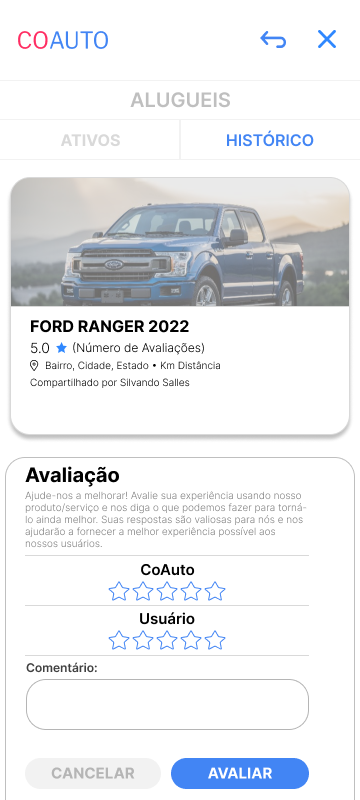 COAUTO
ALUGUEIS
ATIVOS
HISTÓRICO
FORD RANGER 2022
5.0 (Número de Avaliações)
Bairro, Cidade, Estado • Km Distância
Compartilhado por Silvando Salles
Avaliação
Ajude-nos a melhorar! Avalie sua experiência usando nosso
produto/serviço e nos diga o que podemos fazer para torná-
lo ainda melhor. Suas respostas são valiosas para nós e nos
ajudarão a fornecer a melhor experiência possível aos
nossos usuários.
CoAuto
Usuário
Comentário:
CANCELAR
AVALIAR